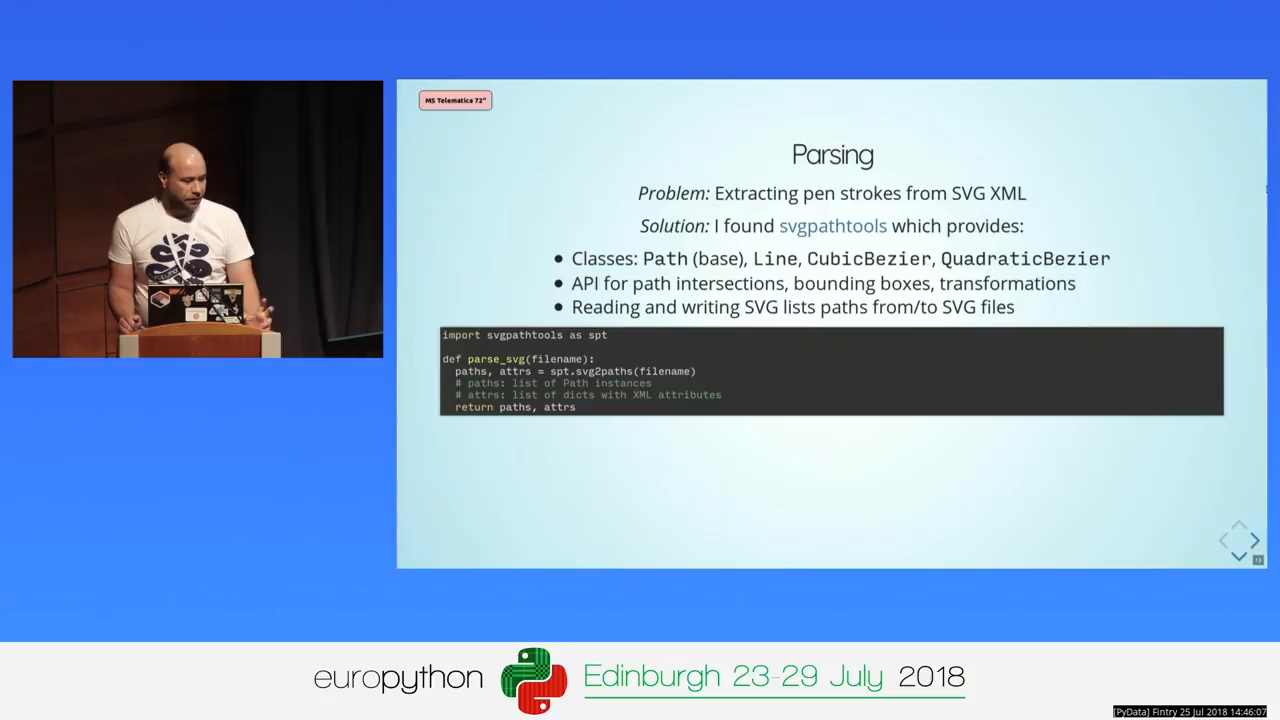 MS Telematica 72"
Parsing
Problem: Extracting pen strokes from SVG XML
Solution: I found svgpathtools which provides:
• Classes: Path (base), Line, CubicBezier, QuadraticBezier
• API for path intersections, bounding boxes, transformations
• Reading and writing SVG lists paths from/to SVG files
import svgpathtools as spt
def parse_svg(filename):
paths, attrs = spt.svg2paths(filename)
# paths: list of Path instances
# attrs: list of dicts with XML attributes
return paths, attrs
europython Edinburgh 23-29 July 2018
[PyData] Fintry 25 Jul 2018 14:46:07